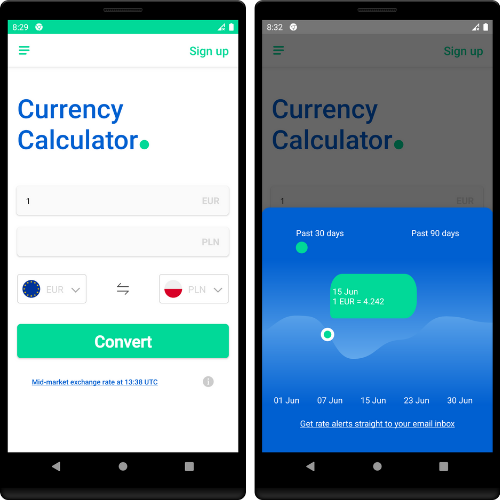 8:29
Sign up
Currency
Calculator
1 EUR
PLN
EUR PLN
Convert
Mid-market exchange rate at 13:38 UTC
i
8:32
Sign up
Currency
Calculator
1 EUR
Past 30 days Past 90 days
15 Jun
1 EUR = 4.242
01 Jun 07 Jun 15 Jun 23 Jun 30 Jun
Get rate alerts straight to your email inbox